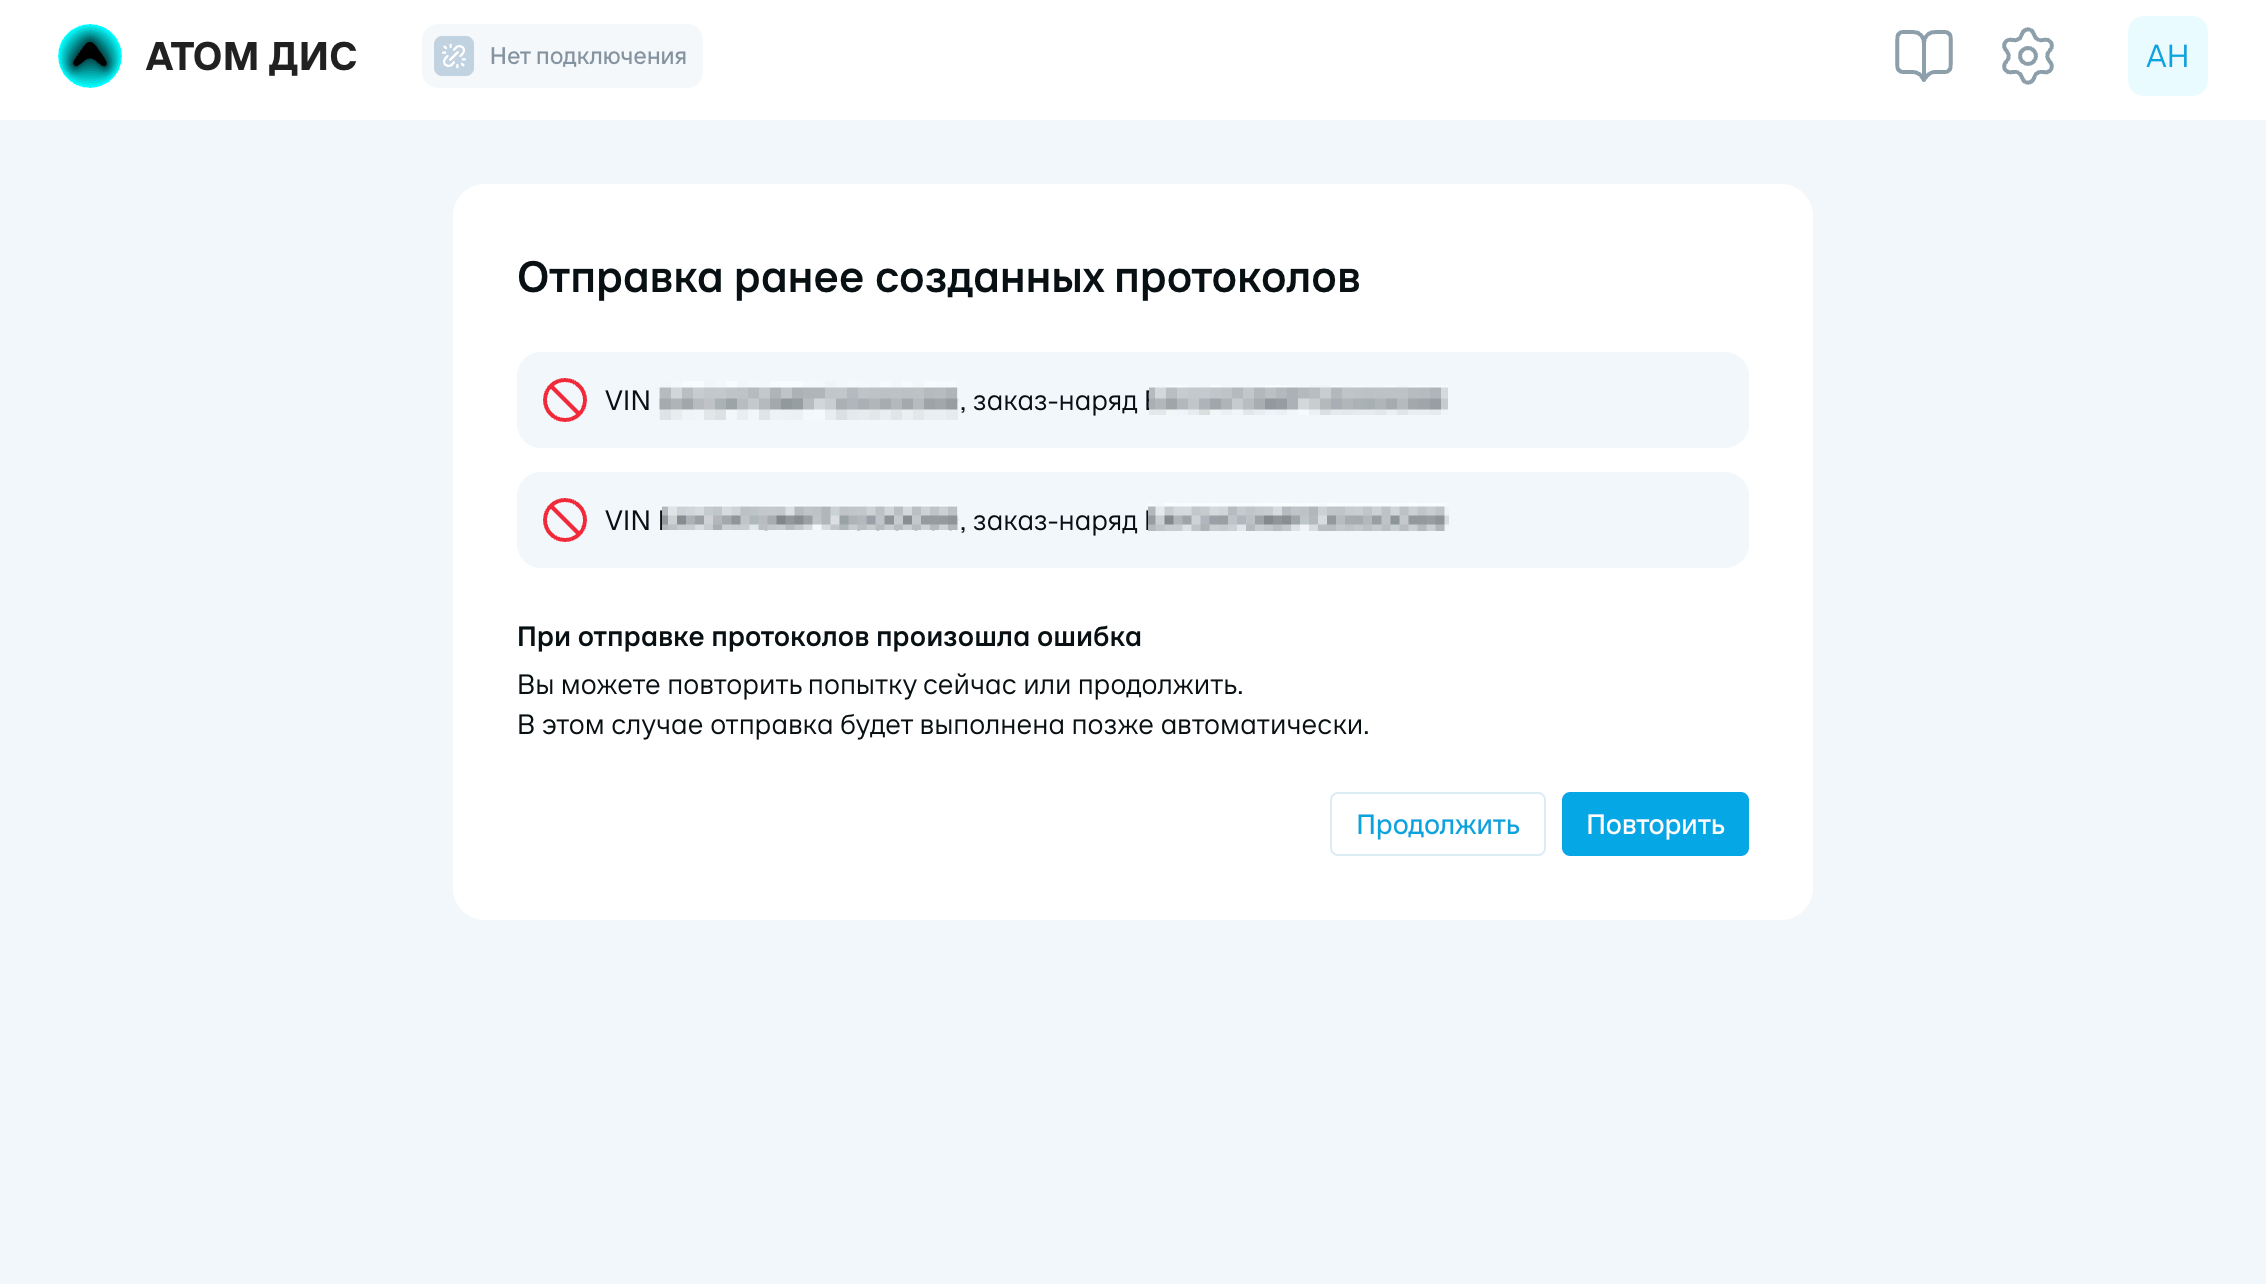 АТОМ ДИС
Нет подключения
АН
Отправка ранее созданных протоколов
VIN , заказ-наряд
VIN , заказ-наряд
При отправке протоколов произошла ошибка
Вы можете повторить попытку сейчас или продолжить.
В этом случае отправка будет выполнена позже автоматически.
Продолжить
Повторить